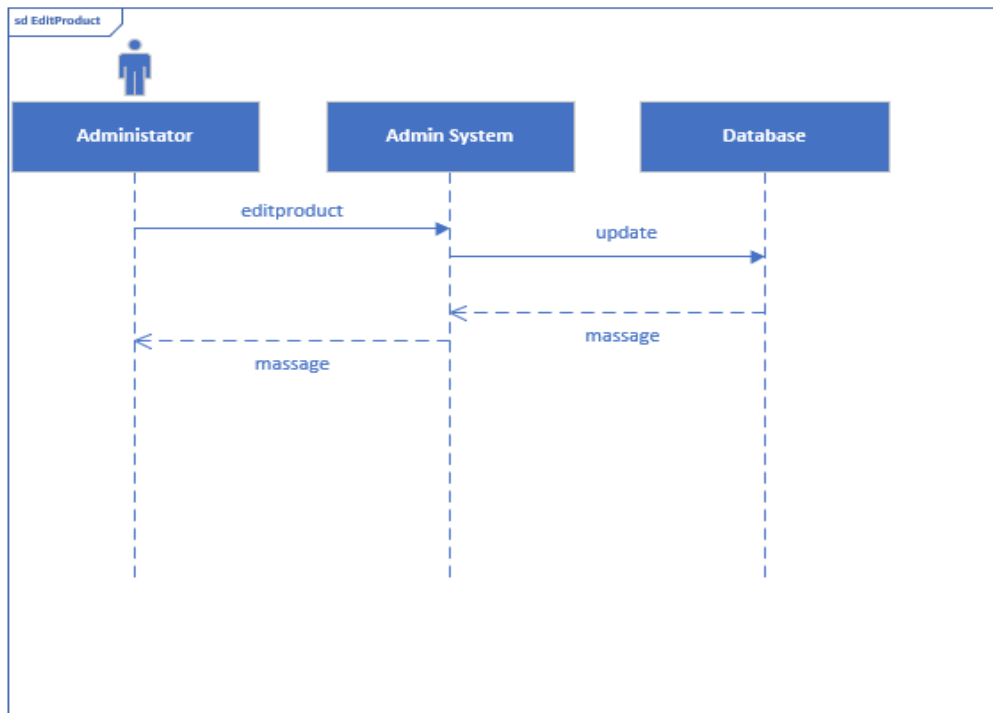 sd EditProduct
Administator
Admin System
Database
editproduct
update
massage
massage